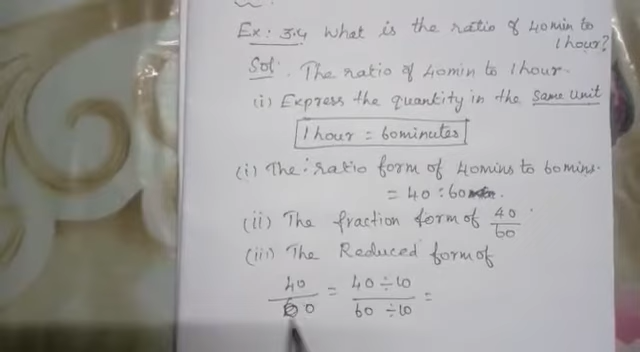 Ex: 3.4 What is the ratio of 40min to
1hour?
Sol: The ratio of 40min to 1hour.
(i) Express the quantity in the same unit
1hour = 60minutes
(i) The ratio form of 40mins to 60mins.
= 40 : 60
(ii) The fraction form of 40/60
(iii) The Reduced form of
40/60 = 40 ÷ 10/60 ÷ 10 =